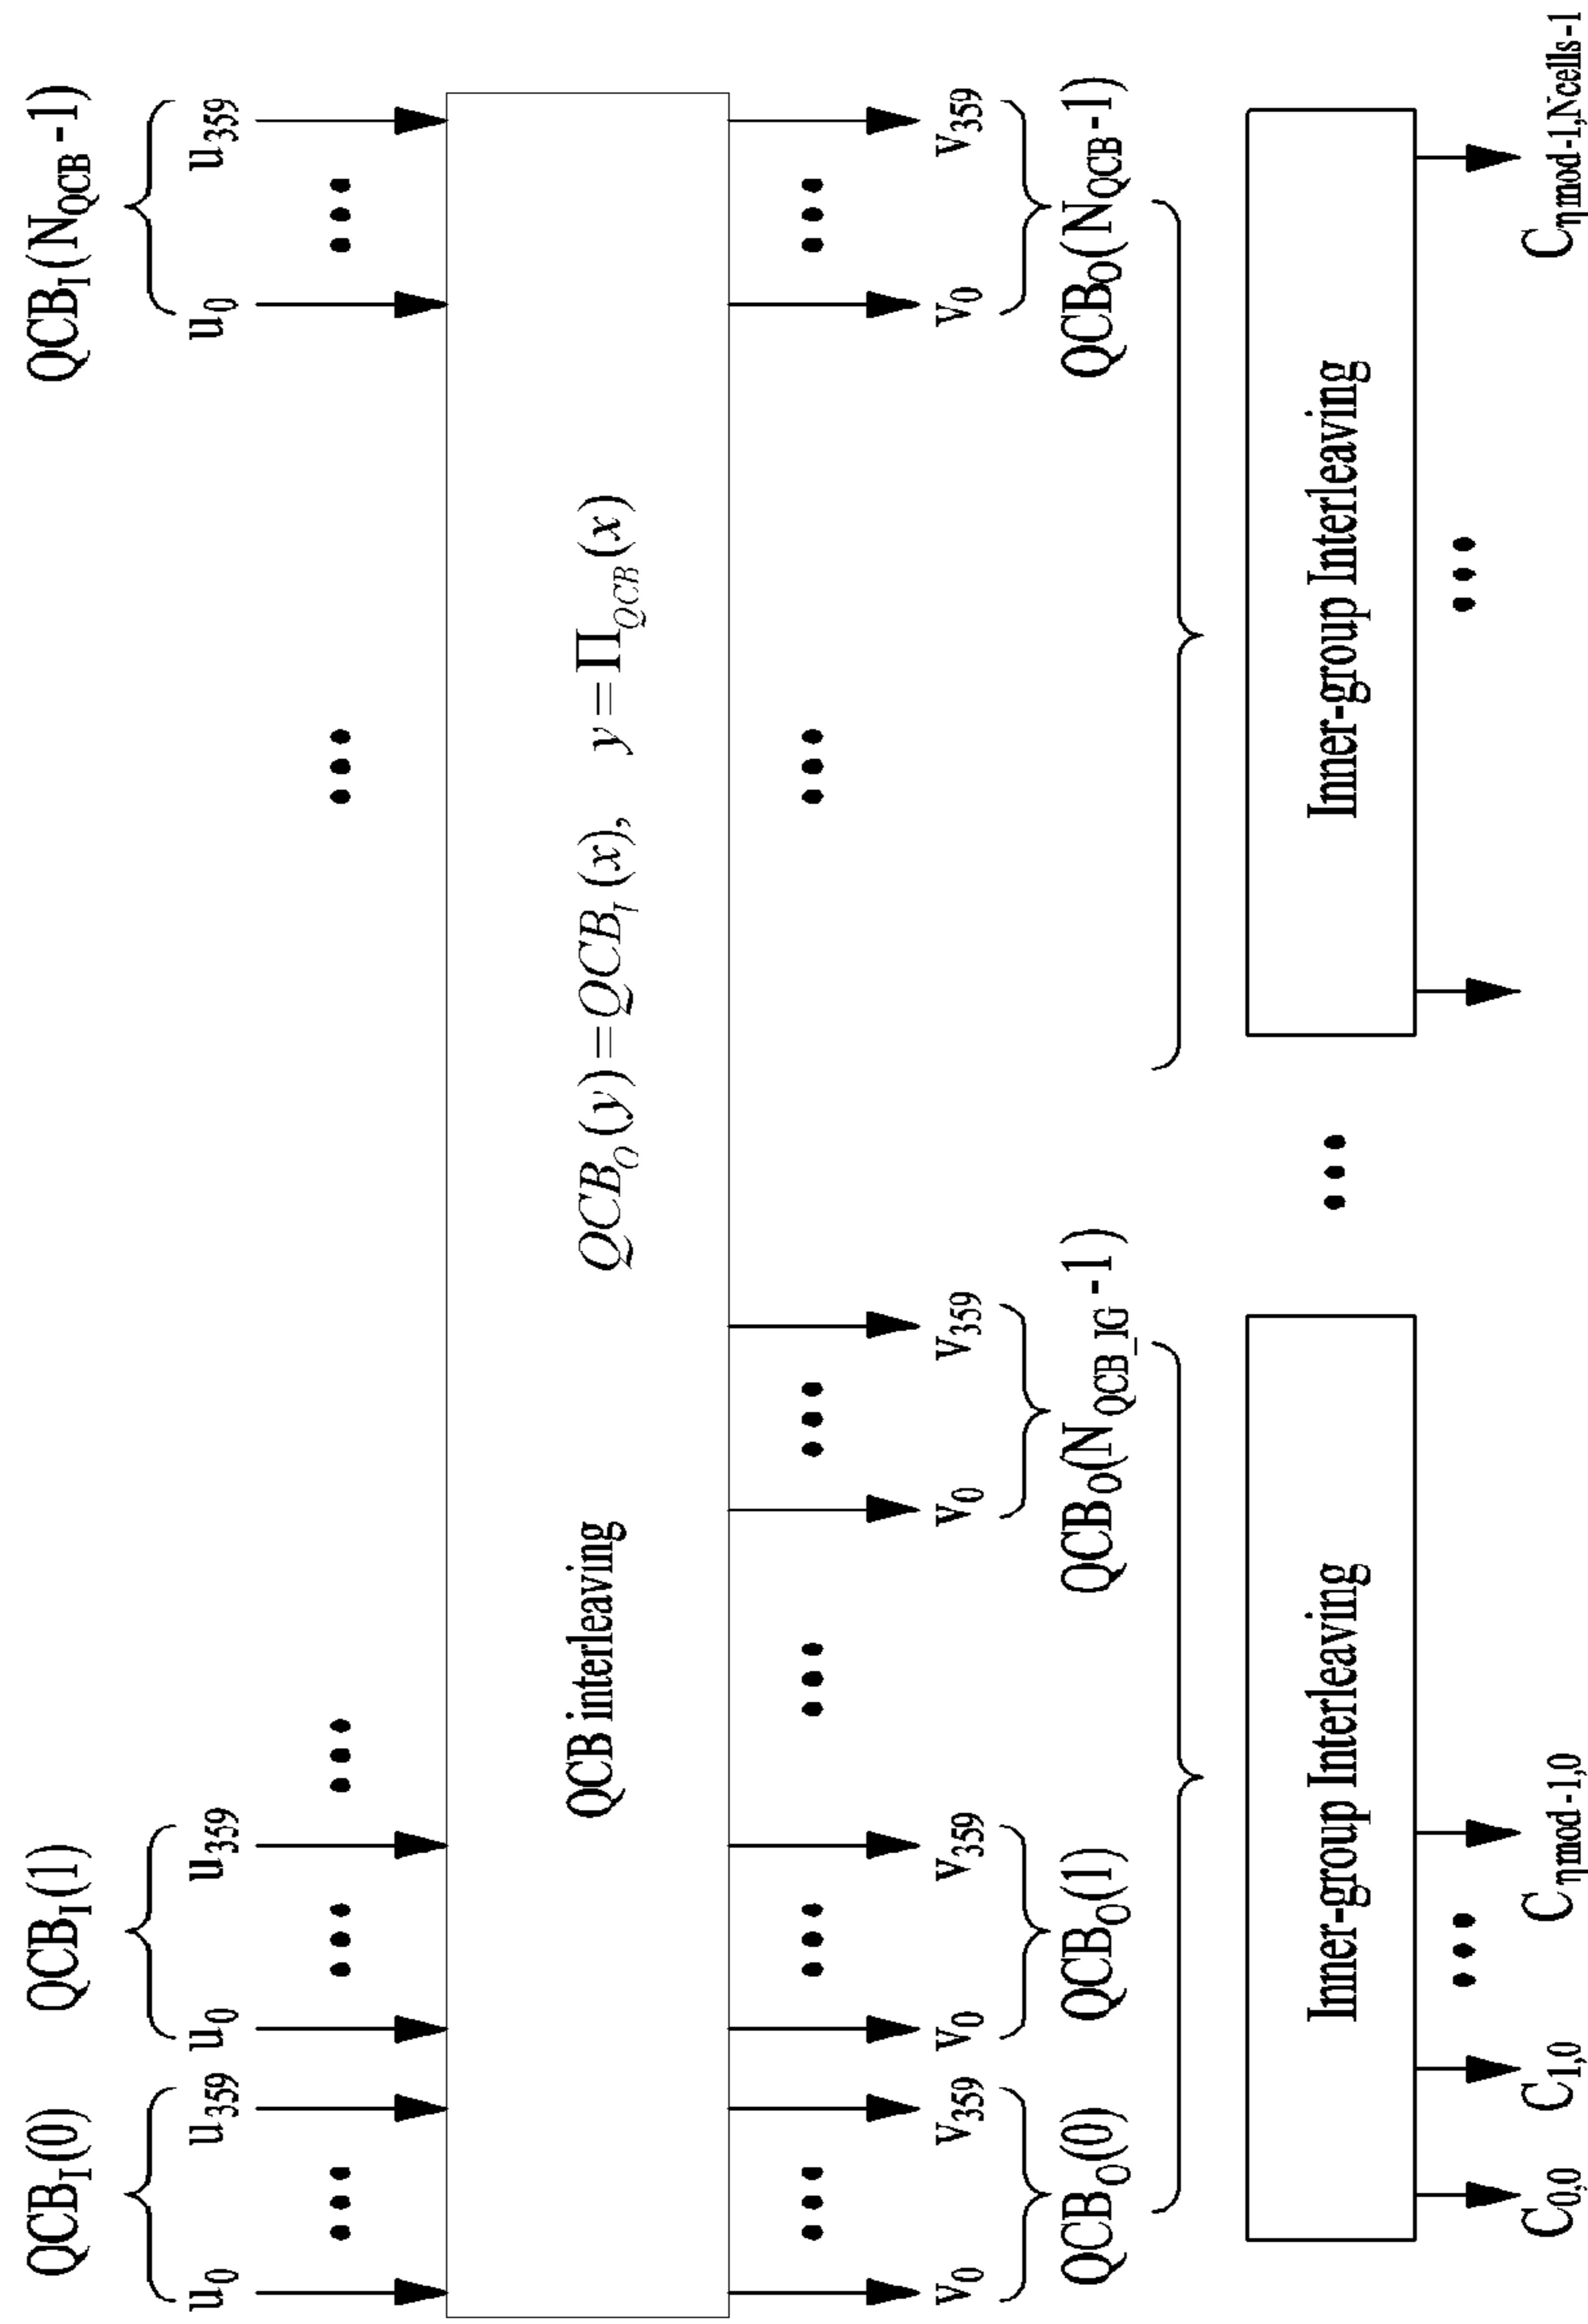 QCB_I(0) QCB_I(1) QCB_I(N_QCB-1)
u_0 ••• u_359 u_0 ••• u_359 ••• ••• u_0 ••• u_359
QCB interleaving QCB_O(y)=QCB_I(x), y=Π_QCB(x)
••• ••• ••• ••• ••• •••
v_0 v_359 v_0 v_359 v_0 v_359 v_0 v_359
QCB_O(0) QCB_O(1) QCB_O(N_QCB_IG-1) QCB_O(N_QCB-1)
Inner-group Interleaving ••• Inner-group Interleaving
C_0,0 C_1,0 ••• C_ηmod-1,0 ••• C_ηmod-1,Ncells-1